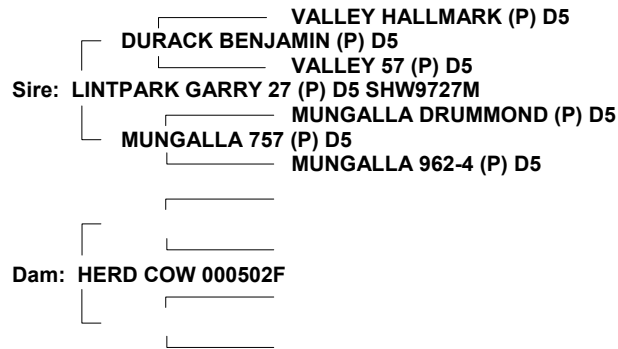 VALLEY HALLMARK (P) D5
DURACK BENJAMIN (P) D5
VALLEY 57 (P) D5
Sire: LINTPARK GARRY 27 (P) D5 SHW9727M
MUNGALLA DRUMMOND (P) D5
MUNGALLA 757 (P) D5
MUNGALLA 962-4 (P) D5
Dam: HERD COW 000502F